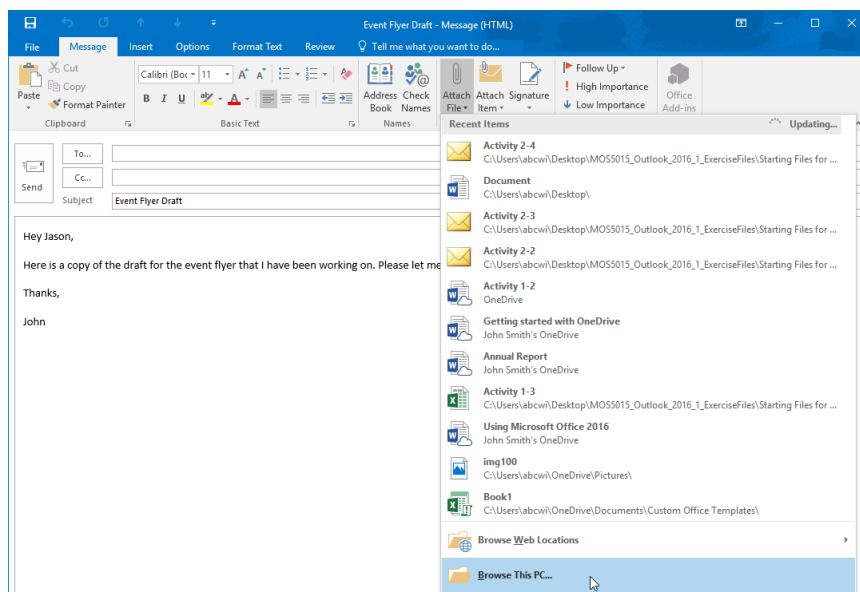 Event Flyer Draft - Message (HTML)
File Message Insert Options Format Text Review Tell me what you want to do...
Cut
Copy
Format Painter
Paste
Clipboard
Calibri (Boc 11 A A
B I U aby A
Basic Text
Address Book
Check Names
Names
Attach File
Attach Item
Signature
Follow Up
High Importance
Low Importance
Office Add-ins
Recent Items Updating...
Activity 2-4
C:\Users\abcwi\Desktop\MOS5015_Outlook_2016_1_ExerciseFiles\Starting Files for ...
Document
C:\Users\abcwi\Desktop\
Activity 2-3
C:\Users\abcwi\Desktop\MOS5015_Outlook_2016_1_ExerciseFiles\Starting Files for ...
Activity 2-2
C:\Users\abcwi\Desktop\MOS5015_Outlook_2016_1_ExerciseFiles\Starting Files for ...
Activity 1-2
OneDrive
Getting started with OneDrive
John Smith's OneDrive
Annual Report
John Smith's OneDrive
Activity 1-3
C:\Users\abcwi\Desktop\MOS5015_Outlook_2016_1_ExerciseFiles\Starting Files for ...
Using Microsoft Office 2016
John Smith's OneDrive
img100
C:\Users\abcwi\OneDrive\Pictures\
Book1
C:\Users\abcwi\OneDrive\Documents\Custom Office Templates\
Browse Web Locations
Browse This PC...
Send
To...
Cc...
Subject Event Flyer Draft
Hey Jason,
Here is a copy of the draft for the event flyer that I have been working on. Please let me
Thanks,
John